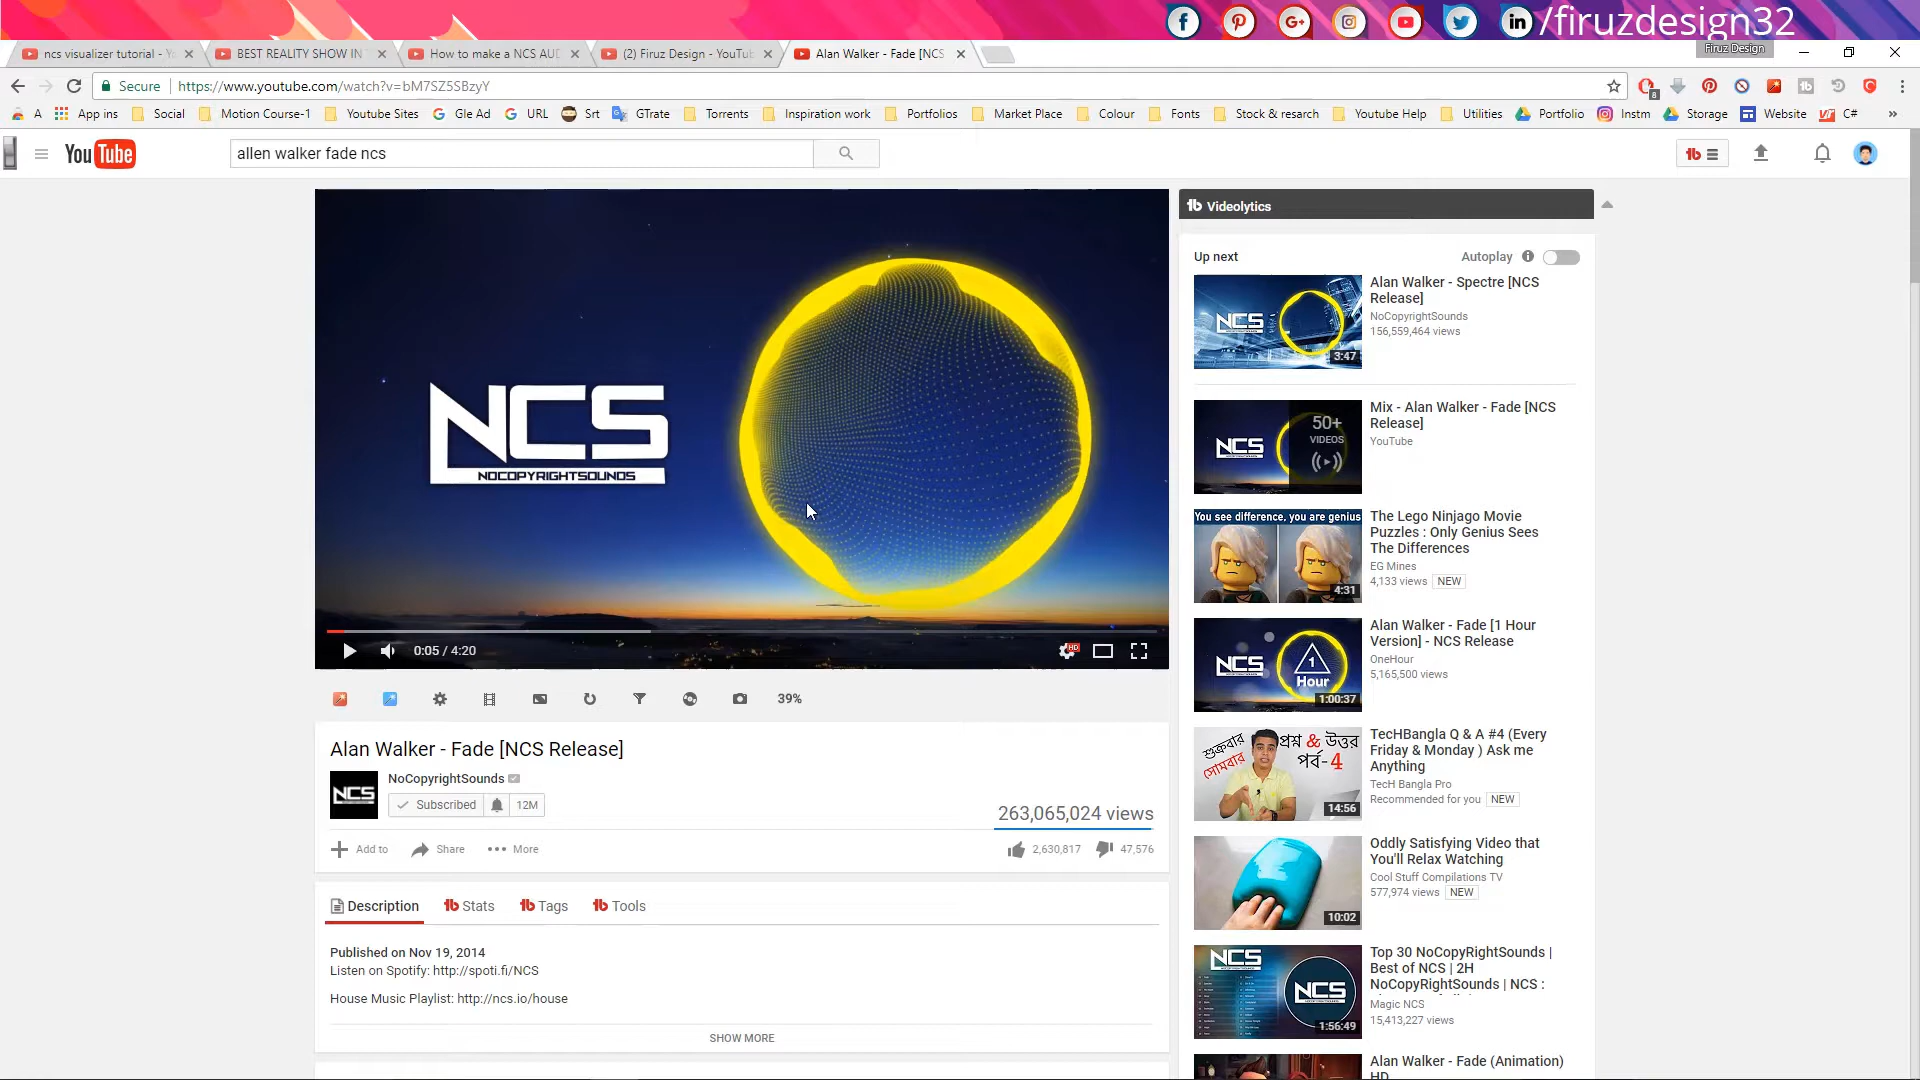 /firuzdesign32
Firuz Design
ncs visualizer tutorial - Y
BEST REALITY SHOW IN
How to make a NCS AUD
(2) Firuz Design - YouTub
Alan Walker - Fade [NCS
Secure
https://www.youtube.com/watch?v=bM7SZ5SBzyY
8
A
App ins
Social
Motion Course-1
Youtube Sites
Gle Ad
URL
Srt
GTrate
Torrents
Inspiration work
Portfolios
Market Place
Colour
Fonts
Stock & resarch
Youtube Help
Utilities
Portfolio
Instm
Storage
Website
C#
»
YouTube
allen walker fade ncs
NCS
NOCOPYRIGHTSOUNDS
0:05 / 4:20
HD
39%
Alan Walker - Fade [NCS Release]
NCS
NoCopyrightSounds
Subscribed
12M
263,065,024 views
Add to
Share
More
2,630,817
47,576
Description
Stats
Tags
Tools
Published on Nov 19, 2014
Listen on Spotify: http://spoti.fi/NCS
House Music Playlist: http://ncs.io/house
SHOW MORE
Videolytics
Up next
Autoplay
NCS
3:47
Alan Walker - Spectre [NCS
Release]
NoCopyrightSounds
156,559,464 views
NCS
50+
VIDEOS
Mix - Alan Walker - Fade [NCS
Release]
YouTube
You see difference, you are genius
4:31
The Lego Ninjago Movie
Puzzles : Only Genius Sees
The Differences
EG Mines
4,133 views
NEW
NCS
1
Hour
1:00:37
Alan Walker - Fade [1 Hour
Version] - NCS Release
OneHour
5,165,500 views
শুক্রবার
সোমবার
প্রশ্ন & উত্তর
পর্ব-4
14:56
TecHBangla Q & A #4 (Every
Friday & Monday ) Ask me
Anything
TecH Bangla Pro
Recommended for you
NEW
10:02
Oddly Satisfying Video that
You'll Relax Watching
Cool Stuff Compilations TV
577,974 views
NEW
NCS
NCS
1:56:49
Top 30 NoCopyRightSounds |
Best of NCS | 2H
NoCopyrightSounds | NCS :
Magic NCS
15,413,227 views
Alan Walker - Fade (Animation)
HD